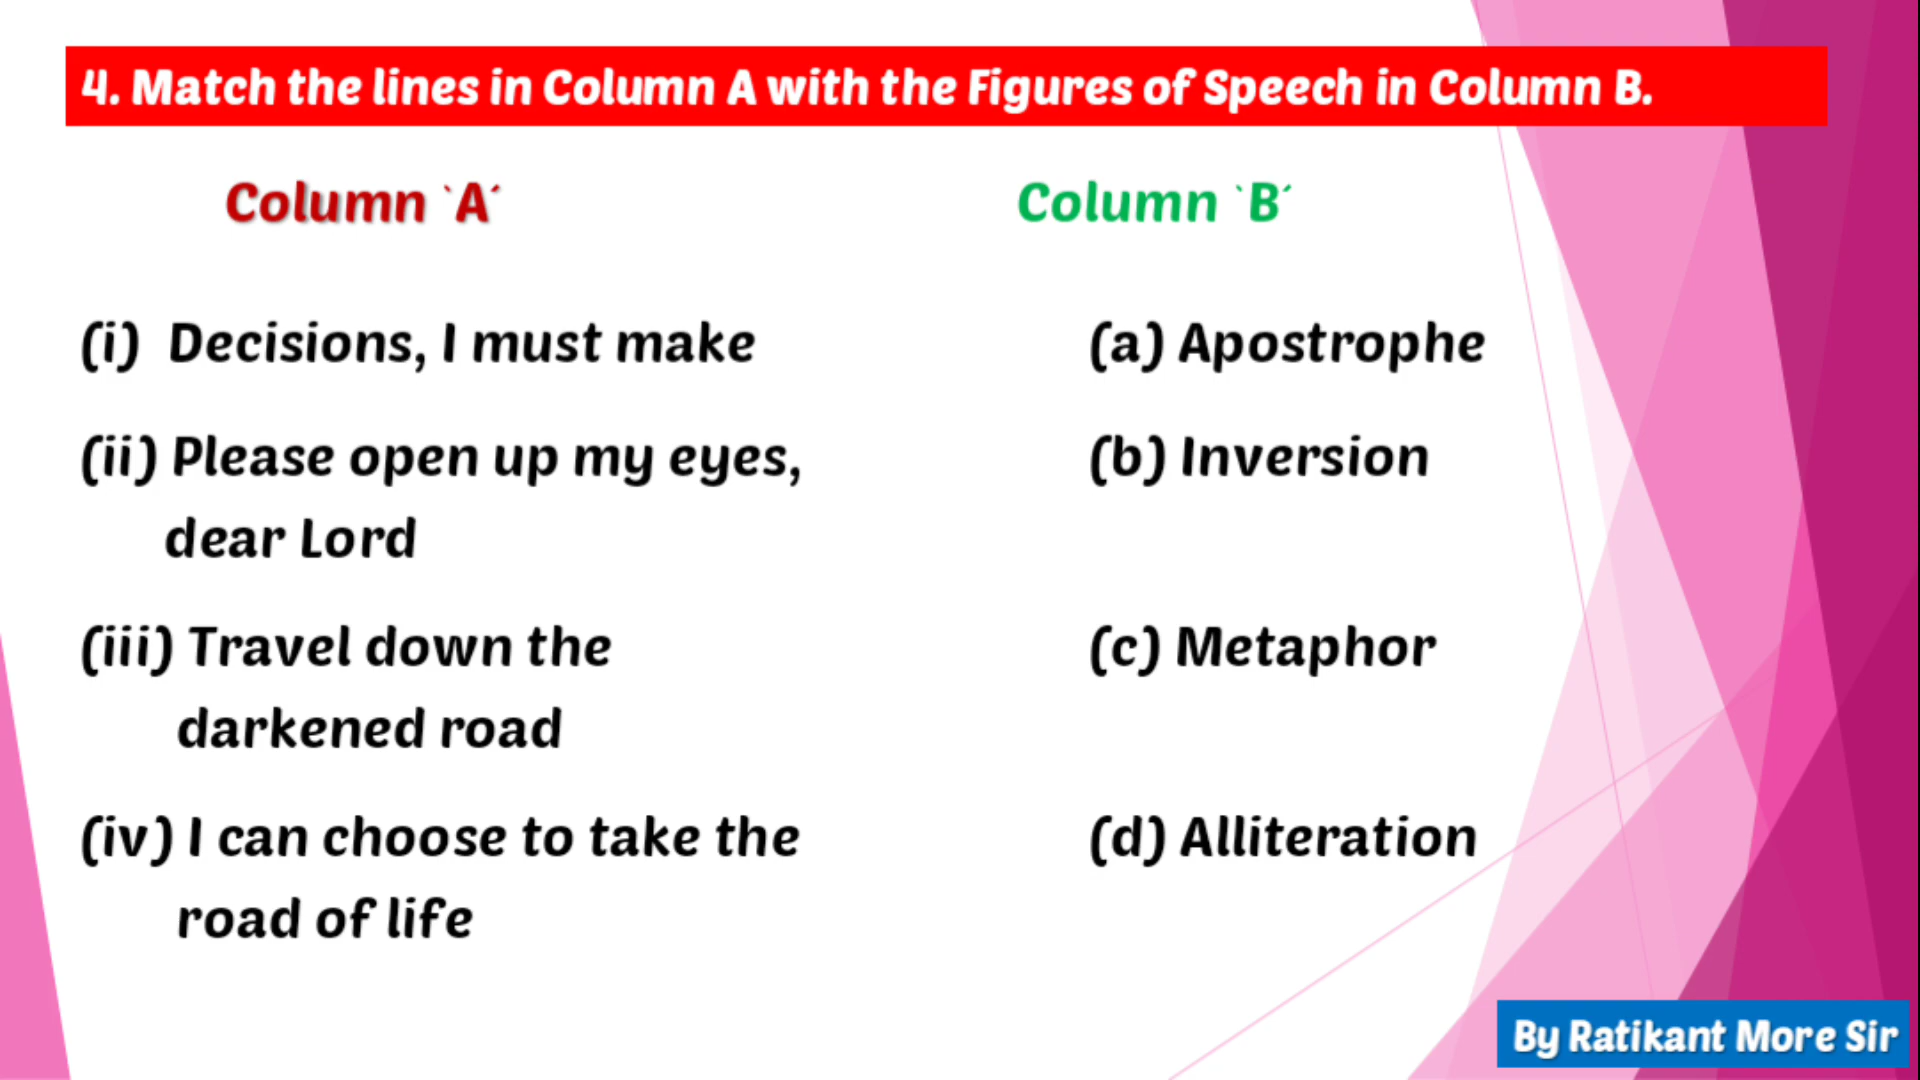 4. Match the lines in Column A with the Figures of Speech in Column B.
Column `A´ Column `B´
(i) Decisions, I must make (a) Apostrophe
(ii) Please open up my eyes, (b) Inversion
dear Lord
(iii) Travel down the (c) Metaphor
darkened road
(iv) I can choose to take the (d) Alliteration
road of life
By Ratikant More Sir